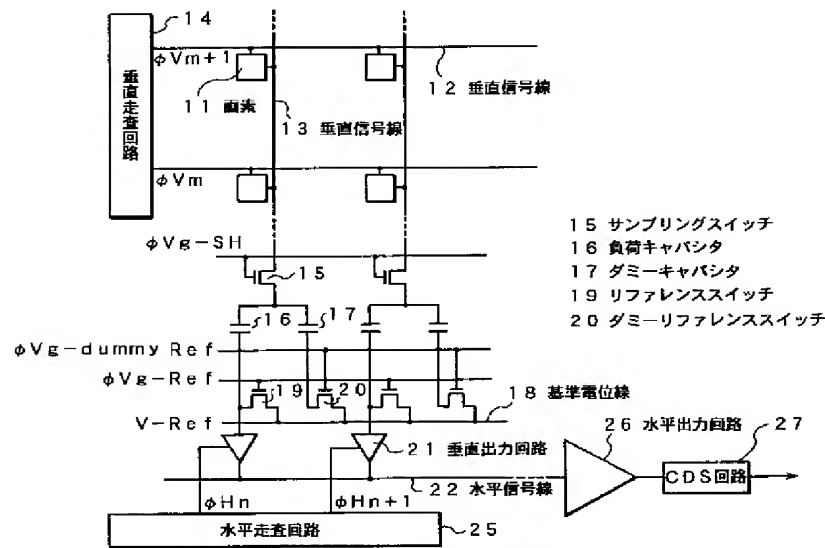 14
φVm+1
垂直走査回路
11 画素
12 垂直信号線
13 垂直信号線
φVm
φVg-SH
15
15 サンプリングスイッチ
16 負荷キャパシタ
17 ダミーキャパシタ
19 リファレンススイッチ
20 ダミーリファレンススイッチ
16
17
φVg-dummy Ref
φVg-Ref
19
20
18 基準電位線
V-Ref
21 垂直出力回路
26 水平出力回路
27
CDS回路
22 水平信号線
φHn
φHn+1
水平走査回路
25